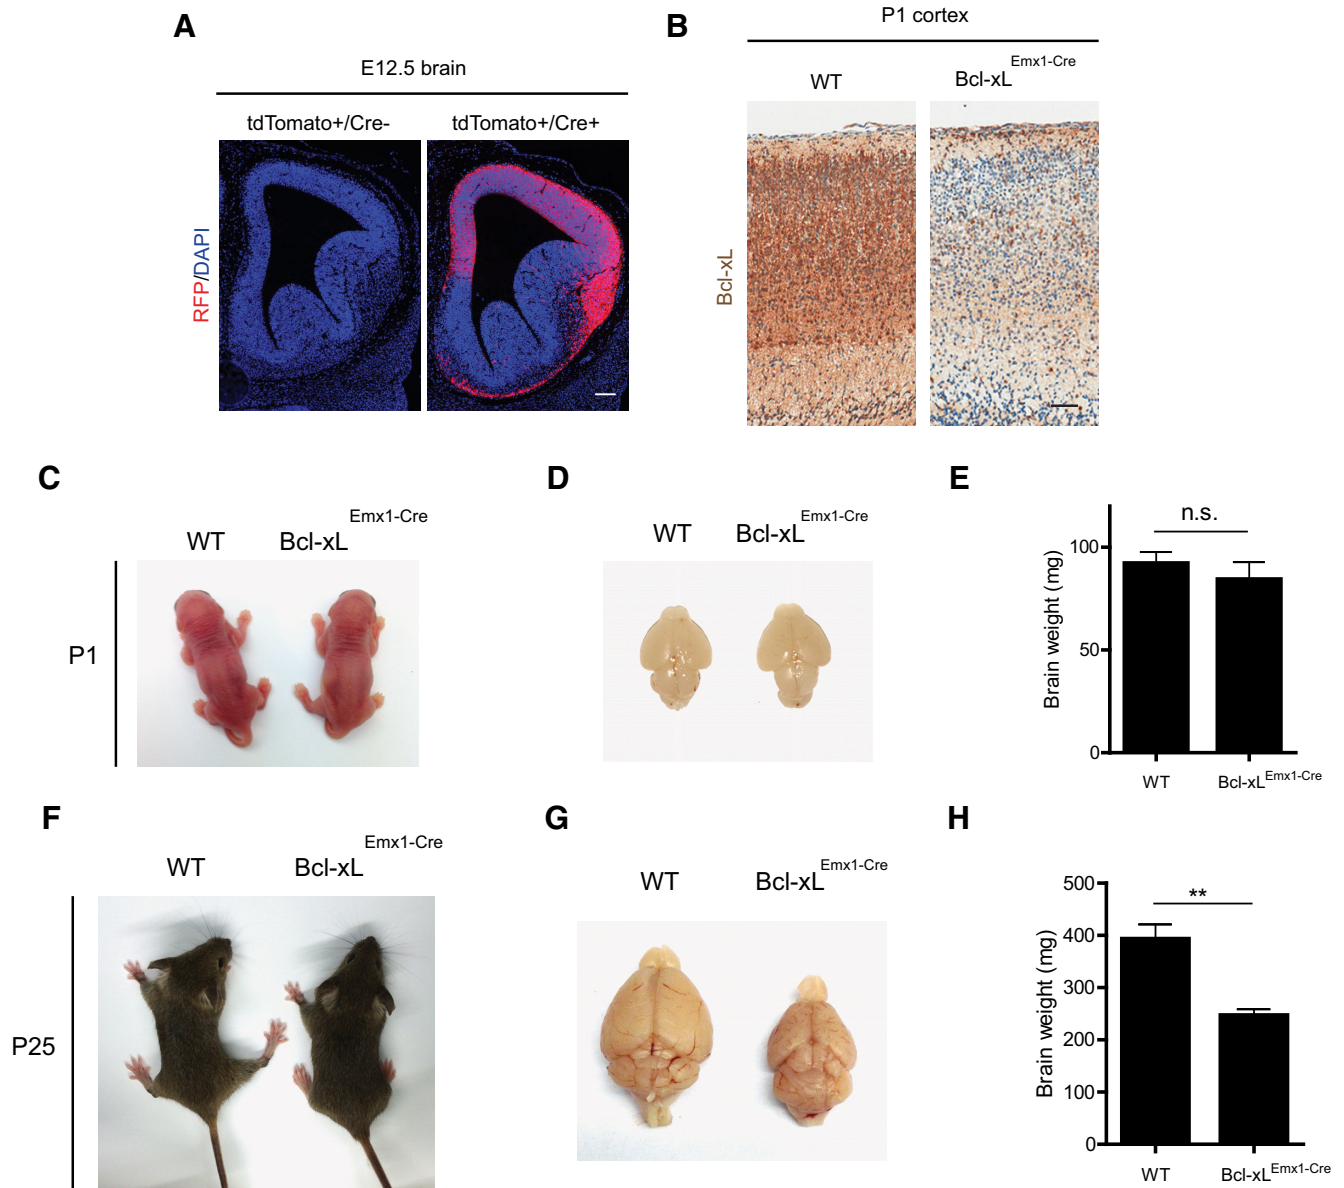 A
E12.5 brain
tdTomato+/Cre-
tdTomato+/Cre+
RFP/DAPI
B
P1 cortex
WT
Bcl-xL Emx1-Cre
Bcl-xL
C
WT
Bcl-xL Emx1-Cre
P1
D
WT
Bcl-xL Emx1-Cre
E
n.s.
Brain weight (mg)
100
50
0
WT
Bcl-xL Emx1-Cre
F
WT
Bcl-xL Emx1-Cre
P25
G
WT
Bcl-xL Emx1-Cre
H
**
Brain weight (mg)
500
400
300
200
100
0
WT
Bcl-xL Emx1-Cre